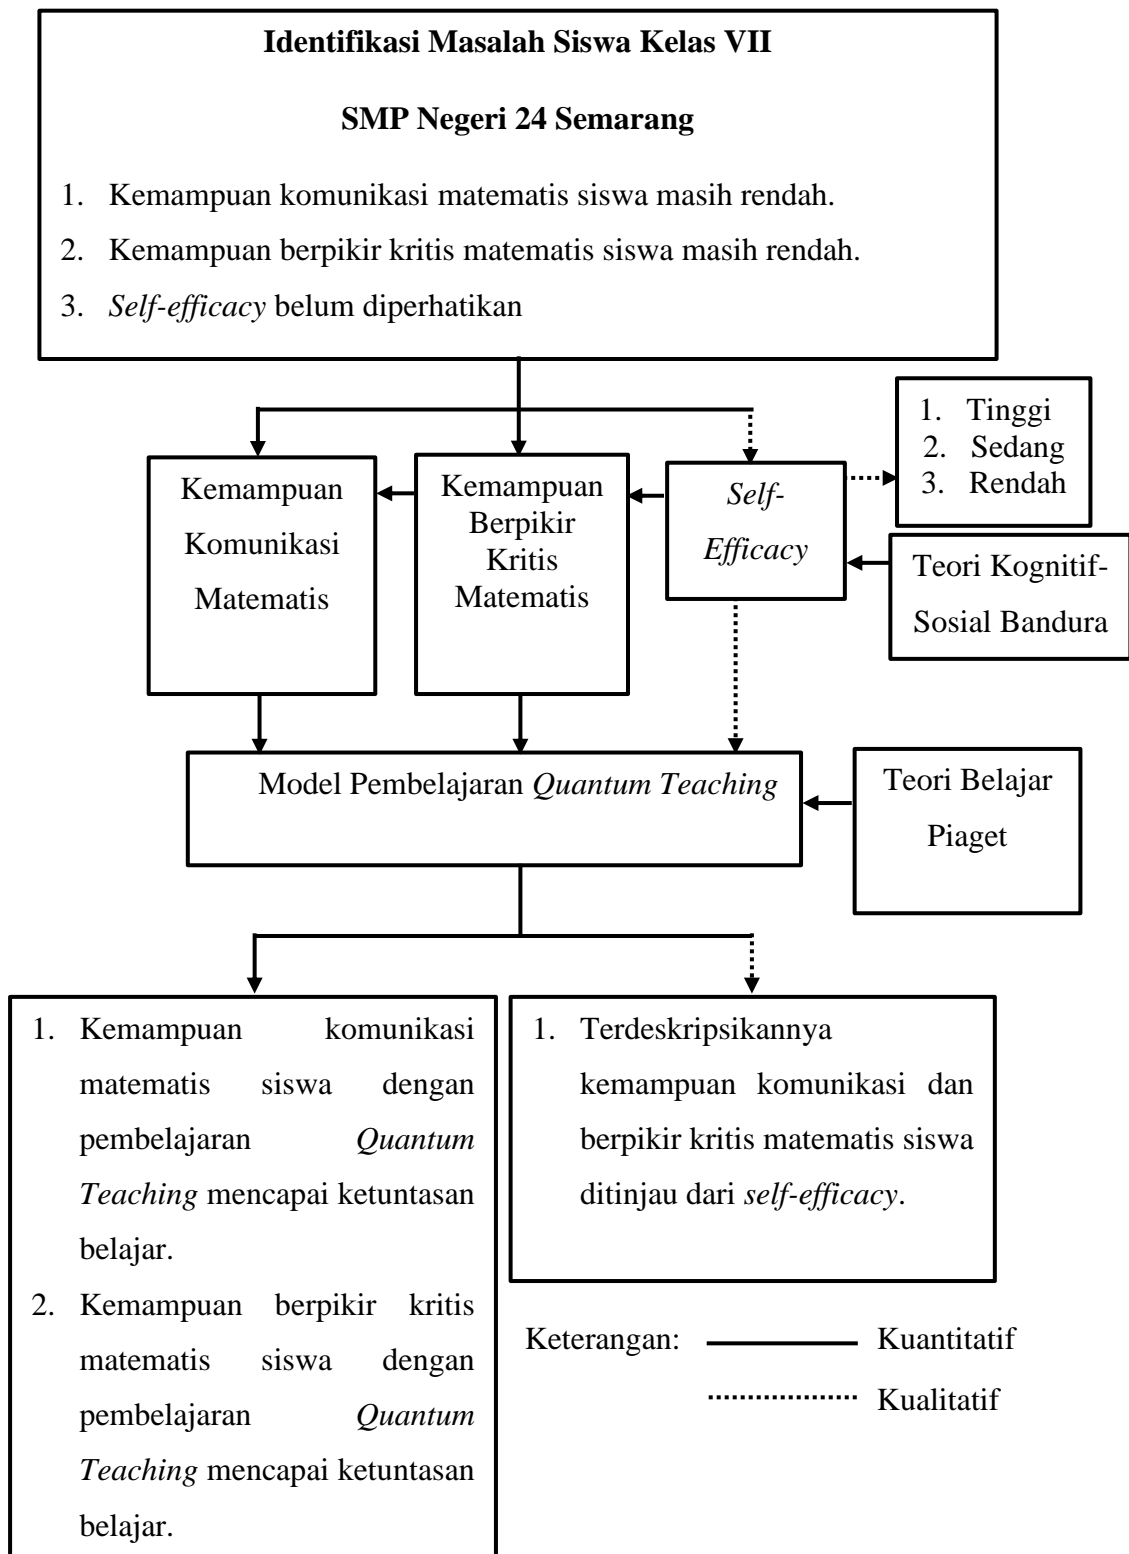 Identifikasi Masalah Siswa Kelas VII
SMP Negeri 24 Semarang
1. Kemampuan komunikasi matematis siswa masih rendah.
2. Kemampuan berpikir kritis matematis siswa masih rendah.
3. Self-efficacy belum diperhatikan
1. Tinggi
2. Sedang
3. Rendah
Kemampuan
Komunikasi
Matematis
Kemampuan
Berpikir
Kritis
Matematis
Self-
Efficacy
Teori Kognitif-
Sosial Bandura
Model Pembelajaran Quantum Teaching
Teori Belajar
Piaget
1. Kemampuan komunikasi
matematis siswa dengan
pembelajaran Quantum
Teaching mencapai ketuntasan
belajar.
2. Kemampuan berpikir kritis
matematis siswa dengan
pembelajaran Quantum
Teaching mencapai ketuntasan
belajar.
1. Terdeskripsikannya
kemampuan komunikasi dan
berpikir kritis matematis siswa
ditinjau dari self-efficacy.
Keterangan: Kuantitatif
Kualitatif